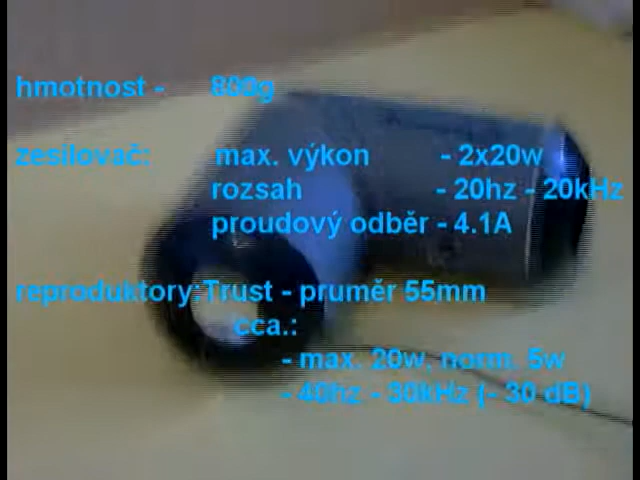 hmotnost - 800g
zesilovač: max. výkon - 2x20w
rozsah - 20hz - 20kHz
proudový odběr - 4.1A
reproduktory:Trust - prumĕr 55mm
cca.:
- max. 20w, norm. 5w
- 40hz - 30kHz (- 30 dB)